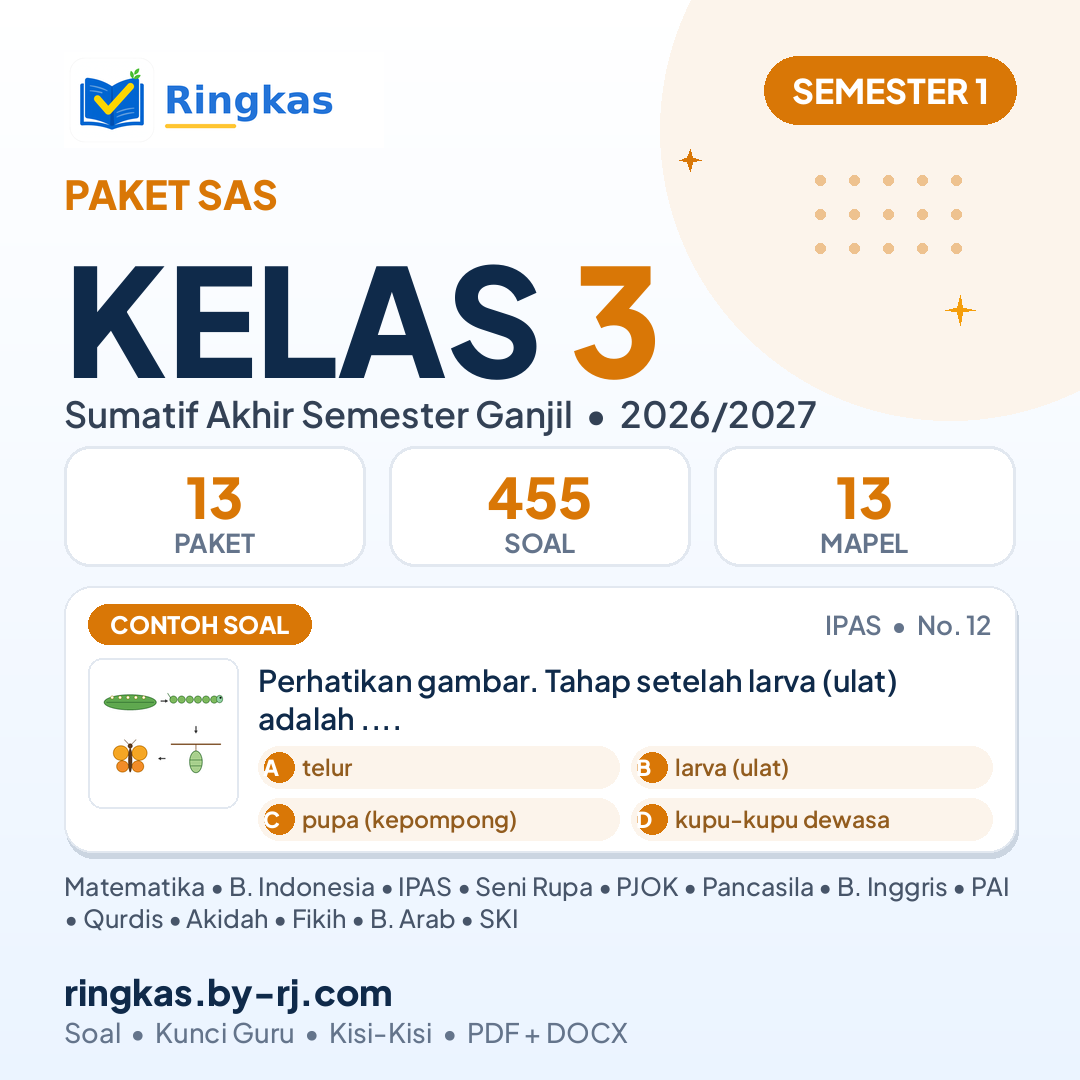 Ringkas
SEMESTER 1
PAKET SAS
KELAS 3
Sumatif Akhir Semester Ganjil • 2026/2027
13
PAKET
455
SOAL
13
MAPEL
CONTOH SOAL
IPAS • No. 12
Perhatikan gambar. Tahap setelah larva (ulat)
adalah ....
A telur
B larva (ulat)
C pupa (kepompong)
D kupu-kupu dewasa
Matematika • B. Indonesia • IPAS • Seni Rupa • PJOK • Pancasila • B. Inggris • PAI
• Qurdis • Akidah • Fikih • B. Arab • SKI
ringkas.by-rj.com
Soal • Kunci Guru • Kisi-Kisi • PDF + DOCX